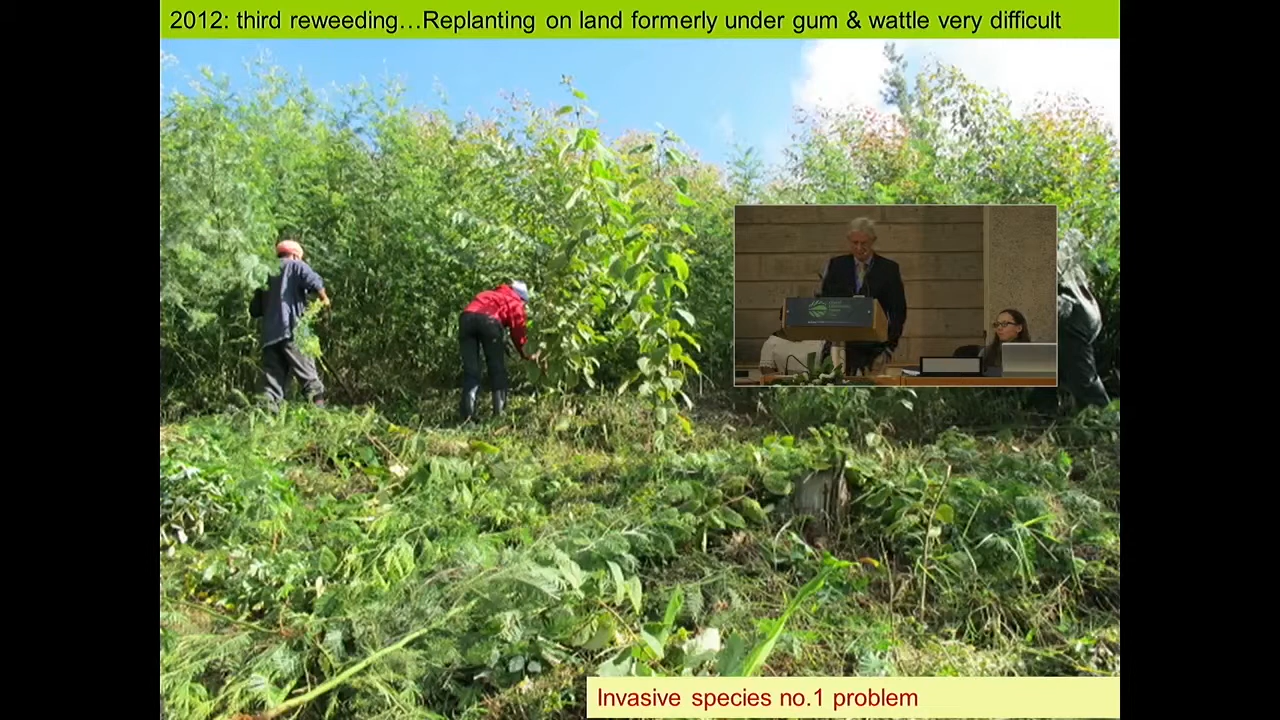 2012: third reweeding…Replanting on land formerly under gum & wattle very difficult
Invasive species no.1 problem